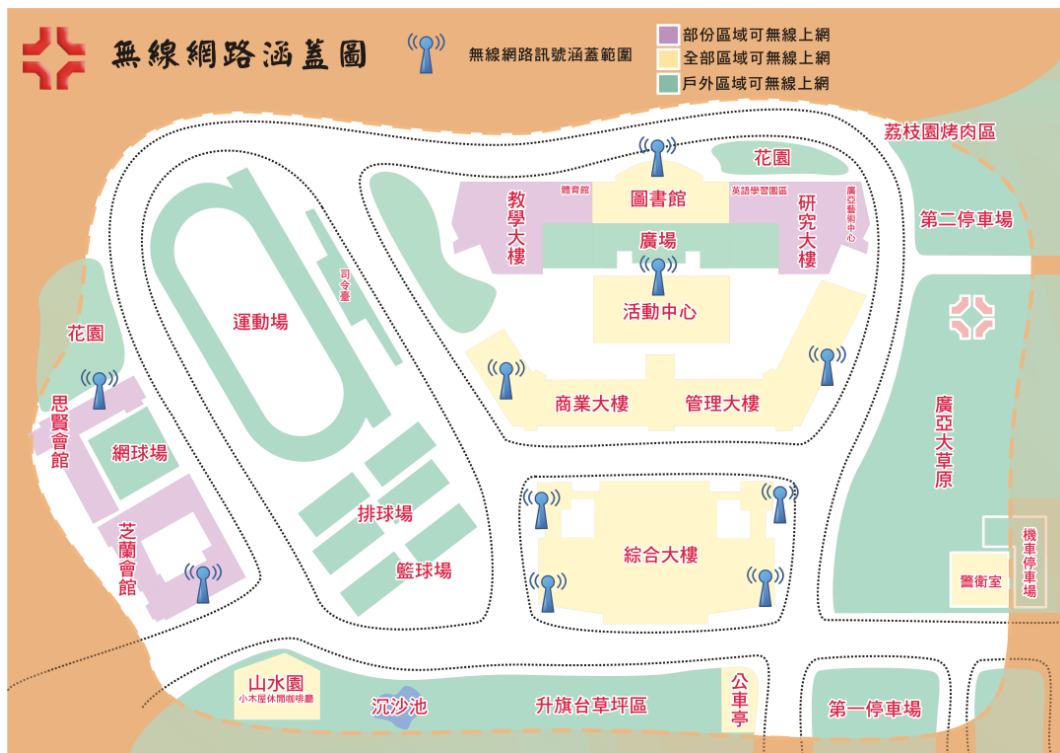 無線網路涵蓋圖
無線網路訊號涵蓋範圍
部份區域可無線上網
全部區域可無線上網
戶外區域可無線上網
荔枝園烤肉區
花園
體育館
圖書館
英語學習園區
教學大樓
研究大樓
廣亞藝術中心
第二停車場
廣場
司令臺
運動場
活動中心
花園
思賢會館
網球場
商業大樓
管理大樓
廣亞大草原
排球場
芝蘭會館
籃球場
綜合大樓
機車停車場
警衛室
山水園
小木屋休閒咖啡廳
沉沙池
升旗台草坪區
公車亭
第一停車場